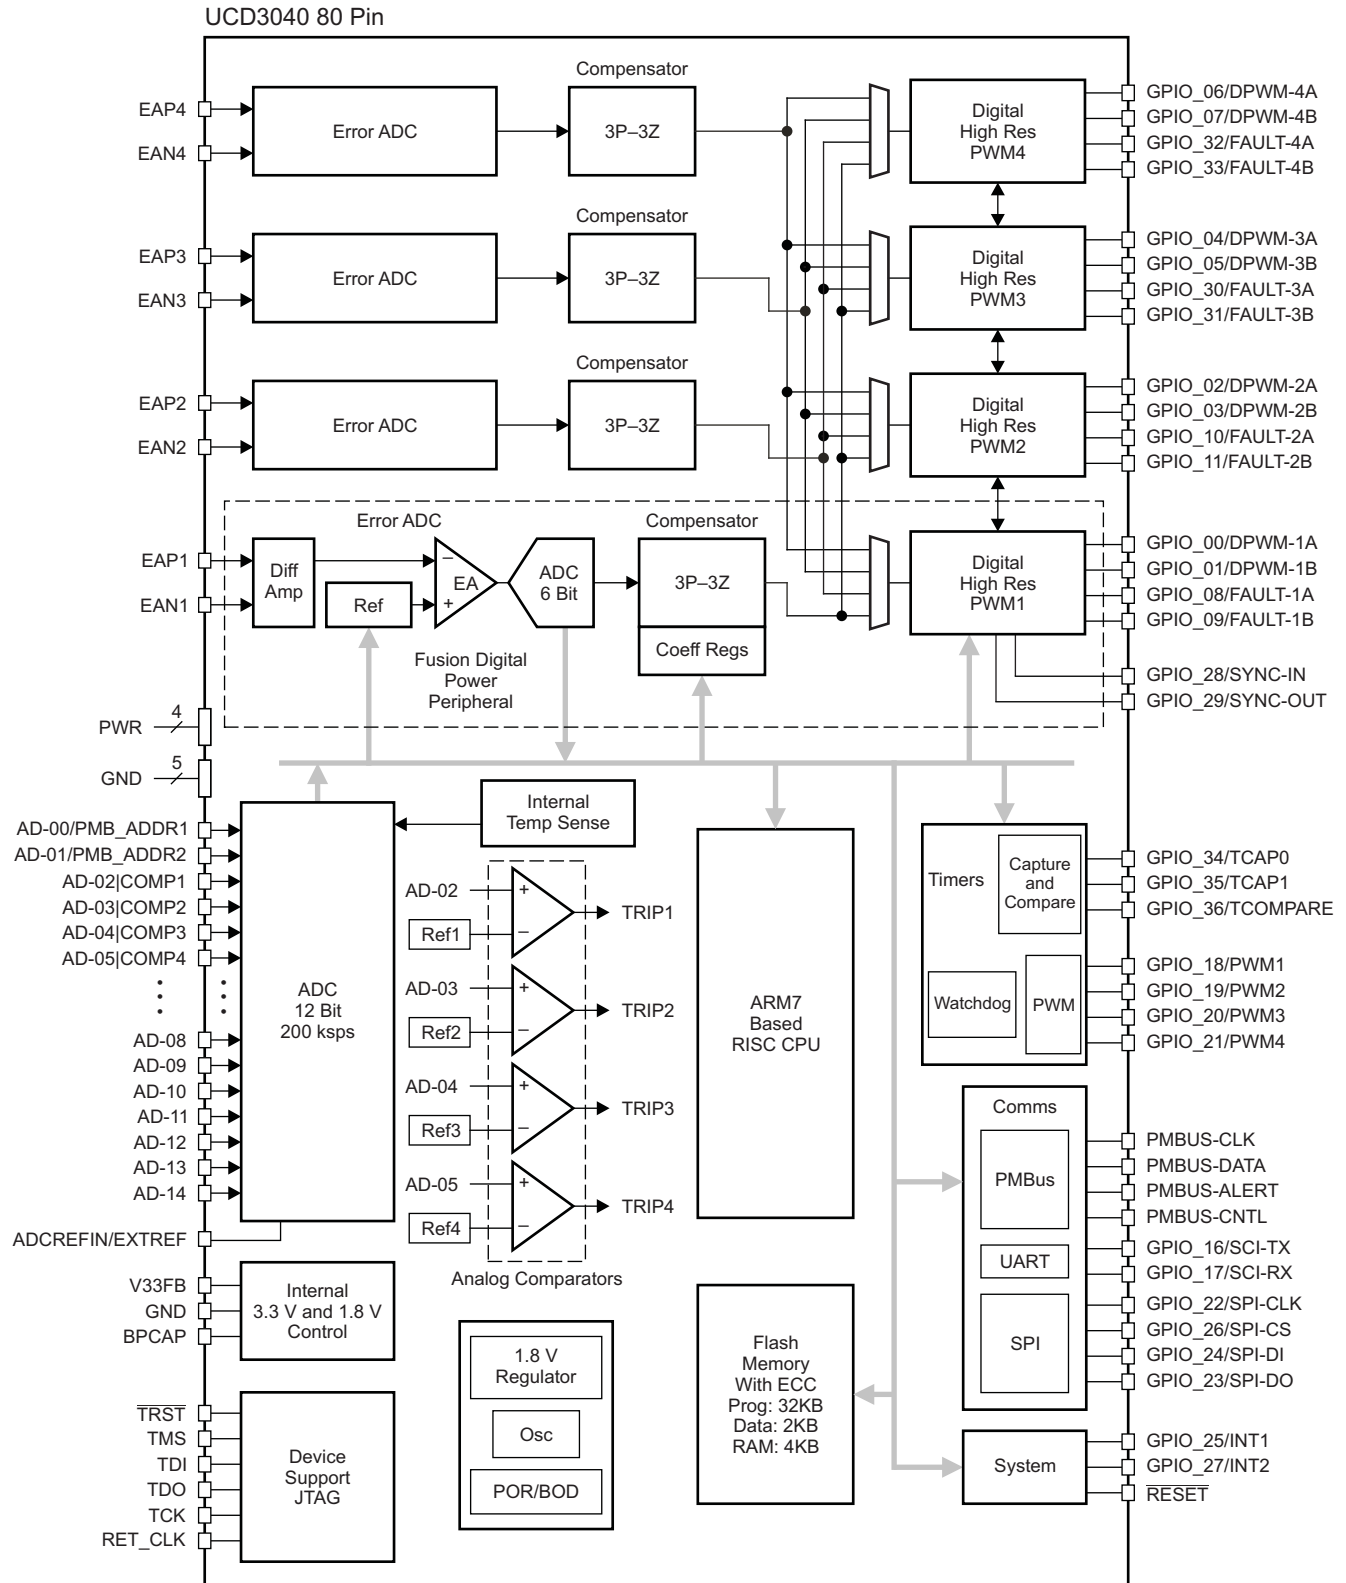 UCD3040 80 Pin
Compensator
EAP4
EAN4
Error ADC
3P–3Z
Digital
High Res
PWM4
GPIO_06/DPWM-4A
GPIO_07/DPWM-4B
GPIO_32/FAULT-4A
GPIO_33/FAULT-4B
Compensator
EAP3
EAN3
Error ADC
3P–3Z
Digital
High Res
PWM3
GPIO_04/DPWM-3A
GPIO_05/DPWM-3B
GPIO_30/FAULT-3A
GPIO_31/FAULT-3B
Compensator
EAP2
EAN2
Error ADC
3P–3Z
Digital
High Res
PWM2
GPIO_02/DPWM-2A
GPIO_03/DPWM-2B
GPIO_10/FAULT-2A
GPIO_11/FAULT-2B
Error ADC
Compensator
EAP1
EAN1
Diff
Amp
Ref
–
EA
+
ADC
6 Bit
3P–3Z
Coeff Regs
Digital
High Res
PWM1
GPIO_00/DPWM-1A
GPIO_01/DPWM-1B
GPIO_08/FAULT-1A
GPIO_09/FAULT-1B
GPIO_28/SYNC-IN
GPIO_29/SYNC-OUT
Fusion Digital
Power
Peripheral
PWR
4
GND
5
AD-00/PMB_ADDR1
AD-01/PMB_ADDR2
AD-02|COMP1
AD-03|COMP2
AD-04|COMP3
AD-05|COMP4
AD-08
AD-09
AD-10
AD-11
AD-12
AD-13
AD-14
ADCREFIN/EXTREF
ADC
12 Bit
200 ksps
Internal
Temp Sense
AD-02
+
Ref1
–
TRIP1
AD-03
+
Ref2
–
TRIP2
AD-04
+
Ref3
–
TRIP3
AD-05
+
Ref4
–
TRIP4
Analog Comparators
ARM7
Based
RISC CPU
Timers
Capture
and
Compare
Watchdog
PWM
GPIO_34/TCAP0
GPIO_35/TCAP1
GPIO_36/TCOMPARE
GPIO_18/PWM1
GPIO_19/PWM2
GPIO_20/PWM3
GPIO_21/PWM4
Comms
PMBus
UART
SPI
PMBUS-CLK
PMBUS-DATA
PMBUS-ALERT
PMBUS-CNTL
GPIO_16/SCI-TX
GPIO_17/SCI-RX
GPIO_22/SPI-CLK
GPIO_26/SPI-CS
GPIO_24/SPI-DI
GPIO_23/SPI-DO
V33FB
GND
BPCAP
Internal
3.3 V and 1.8 V
Control
1.8 V
Regulator
Osc
POR/BOD
Flash
Memory
With ECC
Prog: 32KB
Data: 2KB
RAM: 4KB
System
GPIO_25/INT1
GPIO_27/INT2
RESET
TRST
TMS
TDI
TDO
TCK
RET_CLK
Device
Support
JTAG